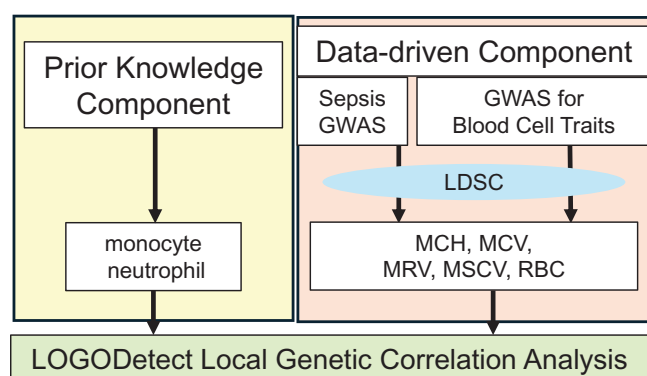 Prior Knowledge
Component
monocyte
neutrophil
Data-driven Component
Sepsis
GWAS
GWAS for
Blood Cell Traits
LDSC
MCH, MCV,
MRV, MSCV, RBC
LOGODetect Local Genetic Correlation Analysis